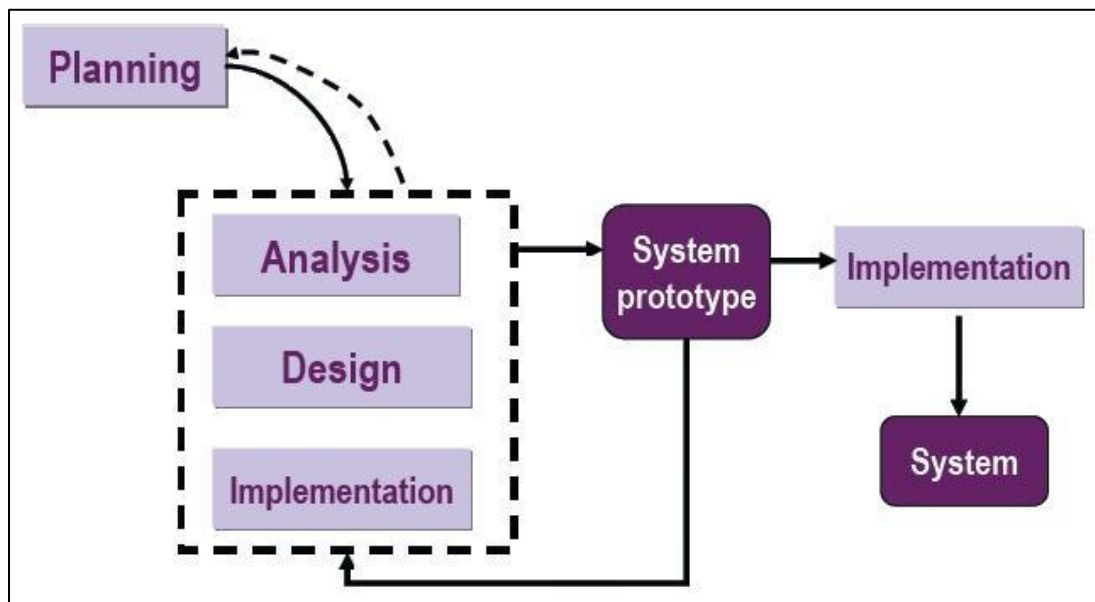 Planning
Analysis
Design
Implementation
System
prototype
Implementation
System